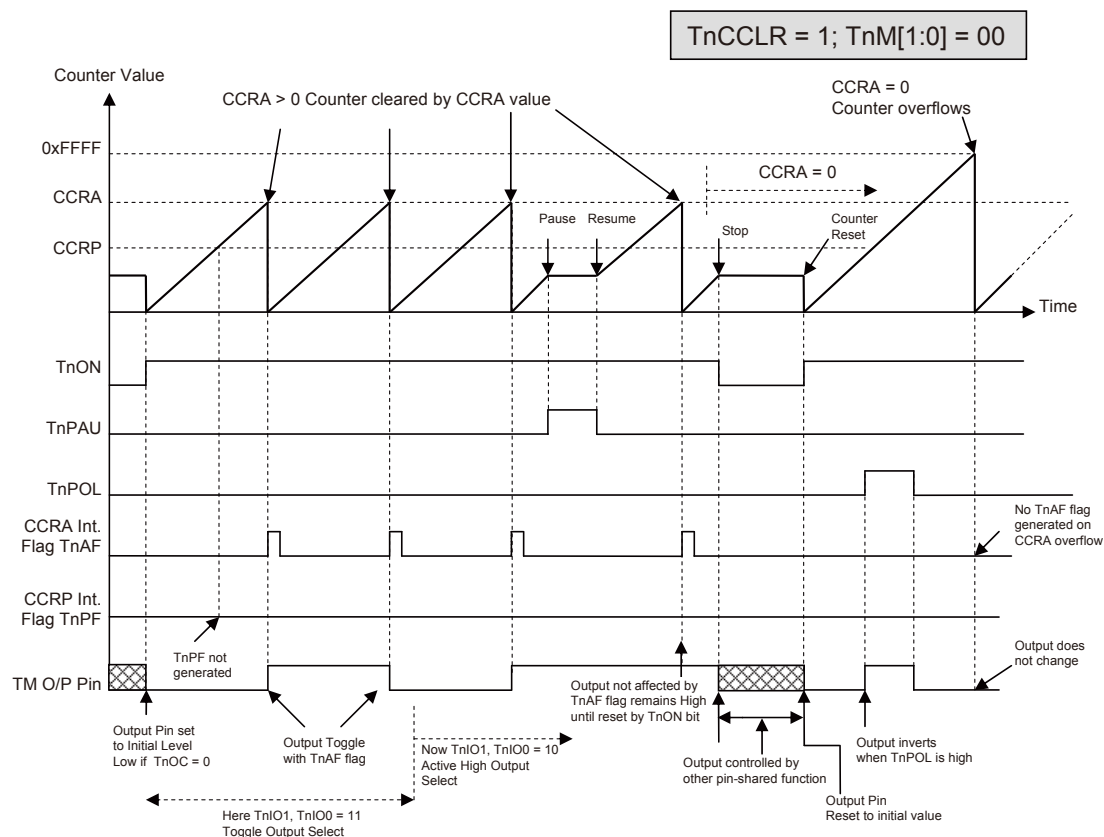 TnCCLR = 1; TnM[1:0] = 00
Counter Value
CCRA > 0 Counter cleared by CCRA value
CCRA = 0
Counter overflows
0xFFFF
CCRA = 0
CCRA
Pause
Resume
Stop
Counter
Reset
CCRP
Time
TnON
TnPAU
TnPOL
No TnAF flag
generated on
CCRA overflow
CCRA Int.
Flag TnAF
CCRP Int.
Flag TnPF
TnPF not
generated
Output does
not change
TM O/P Pin
Output not affected by
TnAF flag remains High
until reset by TnON bit
Output Pin set
to Initial Level
Low if TnOC = 0
Output Toggle
with TnAF flag
Now TnIO1, TnIO0 = 10
Active High Output
Select
Output controlled by
other pin-shared function
Output inverts
when TnPOL is high
Output Pin
Reset to initial value
Here TnIO1, TnIO0 = 11
Toggle Output Select